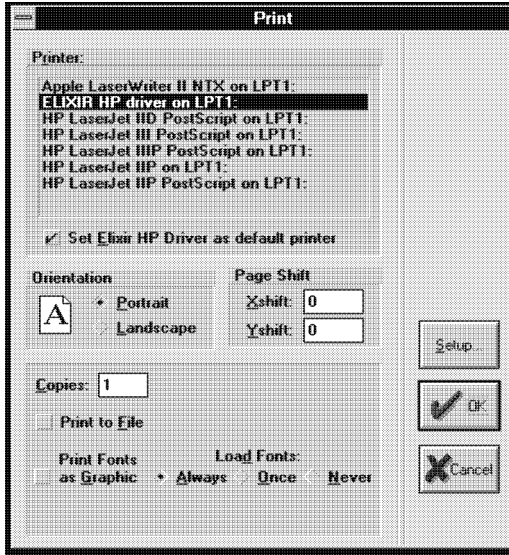 Print
Printer:
Apple LaserWriter II NTX on LPT1:
ELIXIR HP driver on LPT1:
HP LaserJet IID PostScript on LPT1:
HP LaserJet III PostScript on LPT1:
HP LaserJet IIIP PostScript on LPT1:
HP LaserJet IIP on LPT1:
HP LaserJet IIP PostScript on LPT1:
Set Elixir HP Driver as default printer
Orientation
A
Portrait
Landscape
Page Shift
Xshift: 0
Yshift: 0
Setup...
Copies: 1
OK
Print to File
Print Fonts
as Graphic
Load Fonts:
Always Once Never
Cancel